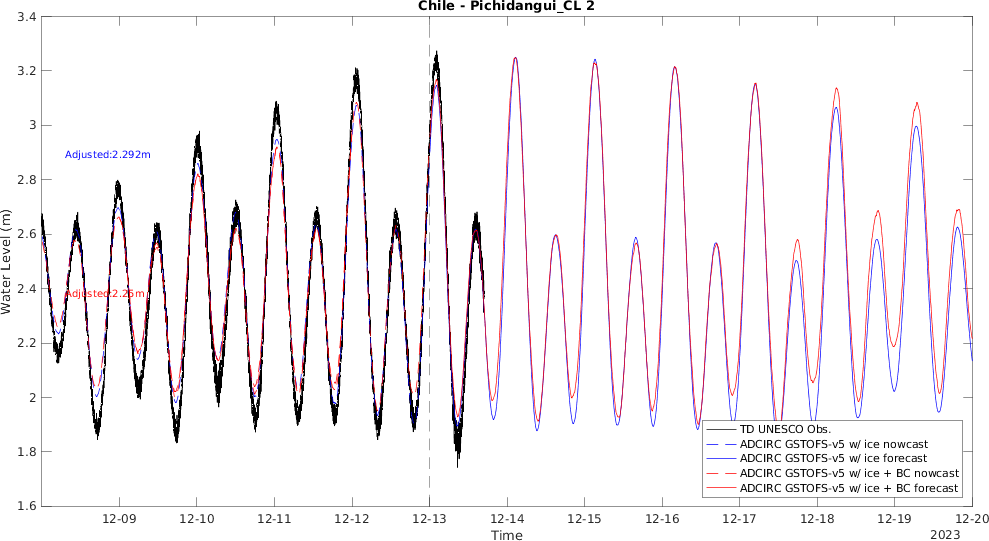 Chile - Pichidangui_CL 2
3.4
3.2
3
2.8
2.6
2.4
2.2
2
1.8
1.6
Water Level (m)
Adjusted:2.292m
Adjusted:2.25m
TD UNESCO Obs.
ADCIRC GSTOFS-v5 w/ ice nowcast
ADCIRC GSTOFS-v5 w/ ice forecast
ADCIRC GSTOFS-v5 w/ ice + BC nowcast
ADCIRC GSTOFS-v5 w/ ice + BC forecast
12-09 12-10 12-11 12-12 12-13 12-14 12-15 12-16 12-17 12-18 12-19 12-20
Time
2023